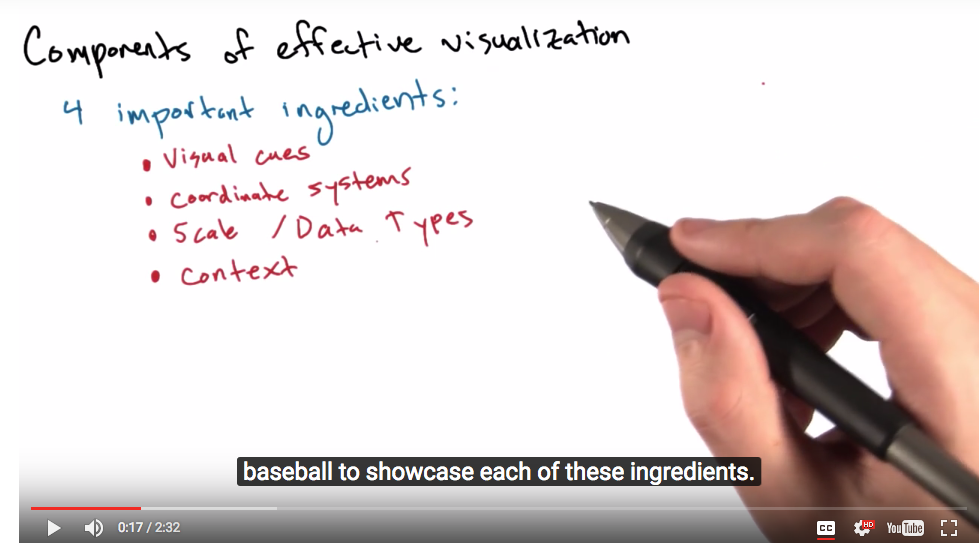 Components of effective visualization
4 important ingredients:
• Visual cues
• Coordinate systems
• Scale / Data Types
• Context
baseball to showcase each of these ingredients.
0:17 / 2:32
CC
HD
YouTube